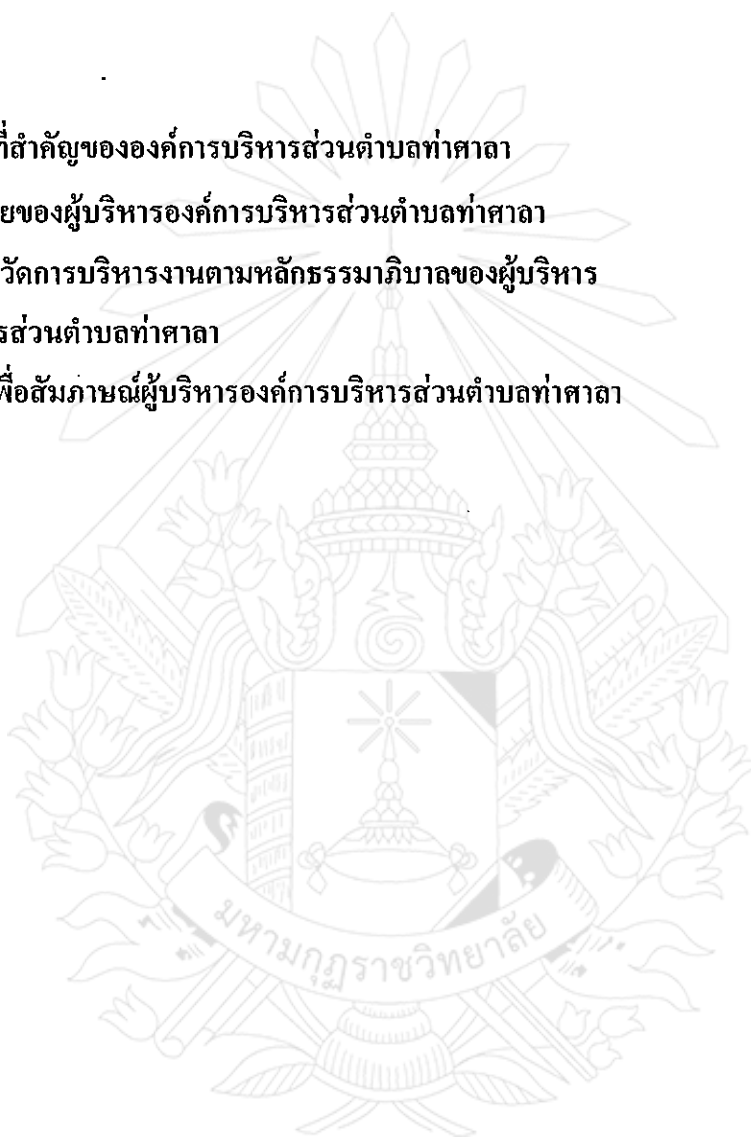 ที่สำคัญขององค์การบริหารส่วนตำบลท่าศาลา
ยของผู้บริหารองค์การบริหารส่วนตำบลท่าศาลา
วัดการบริหารงานตามหลักธรรมาภิบาลของผู้บริหาร
รส่วนตำบลท่าศาลา
พื่อสัมภาษณ์ผู้บริหารองค์การบริหารส่วนตำบลท่าศาลา
มหามกุฏราชวิทยาลัย